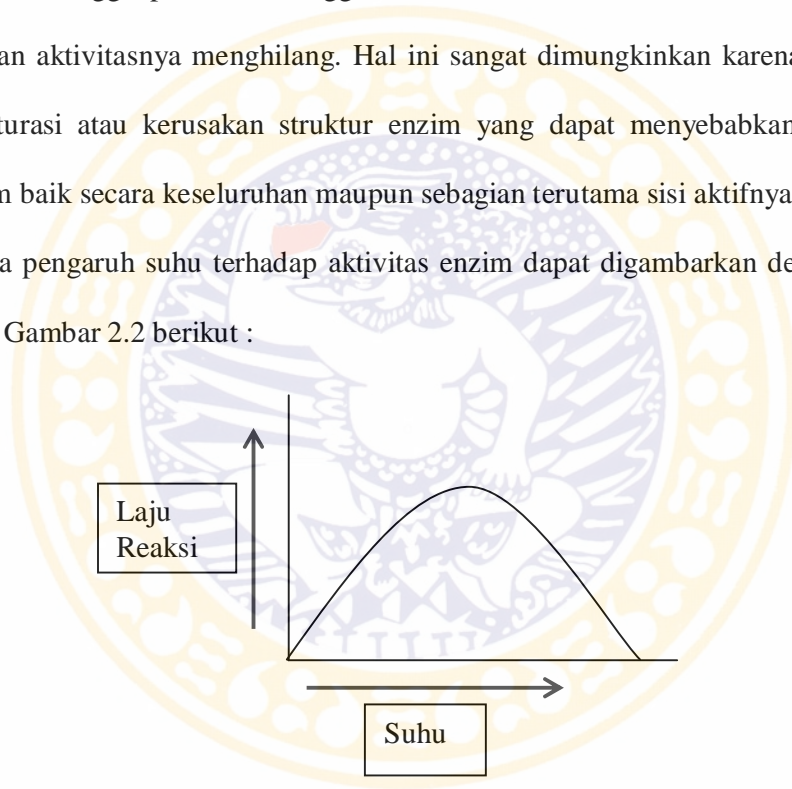 an aktivitasnya menghilang. Hal ini sangat dimungkinkan karena
turasi atau kerusakan struktur enzim yang dapat menyebabkan
m baik secara keseluruhan maupun sebagian terutama sisi aktifnya
a pengaruh suhu terhadap aktivitas enzim dapat digambarkan de
Gambar 2.2 berikut :
Laju
Reaksi
Suhu